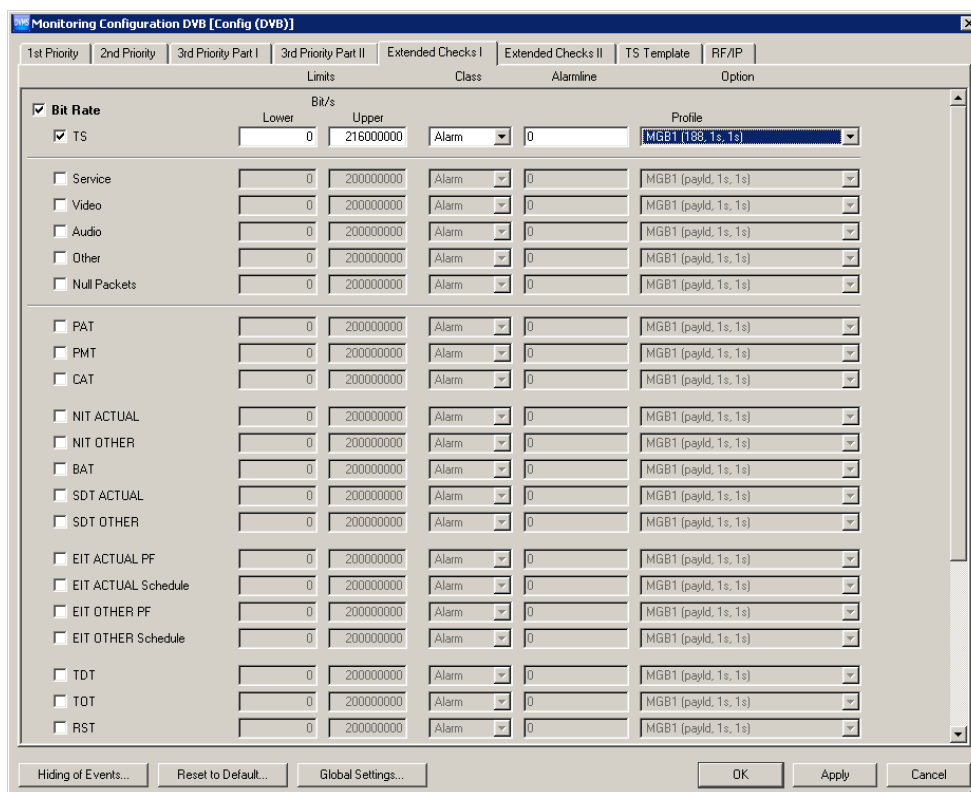 DVMS Monitoring Configuration DVB [Config (DVB)]
1st Priority 2nd Priority 3rd Priority Part I 3rd Priority Part II Extended Checks I Extended Checks II TS Template RF/IP
Limits Class Alarmline Option
Bit Rate Bit/s
Lower Upper Profile
TS 0 216000000 Alarm 0 MGB1 (188, 1s, 1s)
Service 0 200000000 Alarm 0 MGB1 (payld, 1s, 1s)
Video 0 200000000 Alarm 0 MGB1 (payld, 1s, 1s)
Audio 0 200000000 Alarm 0 MGB1 (payld, 1s, 1s)
Other 0 200000000 Alarm 0 MGB1 (payld, 1s, 1s)
Null Packets 0 200000000 Alarm 0 MGB1 (payld, 1s, 1s)
PAT 0 200000000 Alarm 0 MGB1 (payld, 1s, 1s)
PMT 0 200000000 Alarm 0 MGB1 (payld, 1s, 1s)
CAT 0 200000000 Alarm 0 MGB1 (payld, 1s, 1s)
NIT ACTUAL 0 200000000 Alarm 0 MGB1 (payld, 1s, 1s)
NIT OTHER 0 200000000 Alarm 0 MGB1 (payld, 1s, 1s)
BAT 0 200000000 Alarm 0 MGB1 (payld, 1s, 1s)
SDT ACTUAL 0 200000000 Alarm 0 MGB1 (payld, 1s, 1s)
SDT OTHER 0 200000000 Alarm 0 MGB1 (payld, 1s, 1s)
EIT ACTUAL PF 0 200000000 Alarm 0 MGB1 (payld, 1s, 1s)
EIT ACTUAL Schedule 0 200000000 Alarm 0 MGB1 (payld, 1s, 1s)
EIT OTHER PF 0 200000000 Alarm 0 MGB1 (payld, 1s, 1s)
EIT OTHER Schedule 0 200000000 Alarm 0 MGB1 (payld, 1s, 1s)
TDT 0 200000000 Alarm 0 MGB1 (payld, 1s, 1s)
TOT 0 200000000 Alarm 0 MGB1 (payld, 1s, 1s)
RST 0 200000000 Alarm 0 MGB1 (payld, 1s, 1s)
Hiding of Events... Reset to Default... Global Settings... OK Apply Cancel